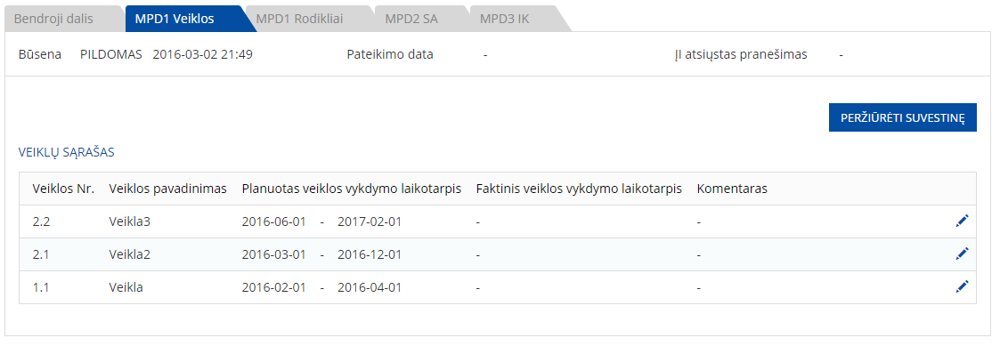 Bendroji dalis MPD1 Veiklos MPD1 Rodikliai MPD2 SA MPD3 IK
Būsena PILDOMAS 2016-03-02 21:49 Pateikimo data - ĮI atsiųstas pranešimas -
PERŽIŪRĖTI SUVESTINĘ
VEIKLŲ SĄRAŠAS
Veiklos Nr. Veiklos pavadinimas Planuotas veiklos vykdymo laikotarpis Faktinis veiklos vykdymo laikotarpis Komentaras
2.2 Veikla3 2016-06-01 - 2017-02-01 - -
2.1 Veikla2 2016-03-01 - 2016-12-01 - -
1.1 Veikla 2016-02-01 - 2016-04-01 - -